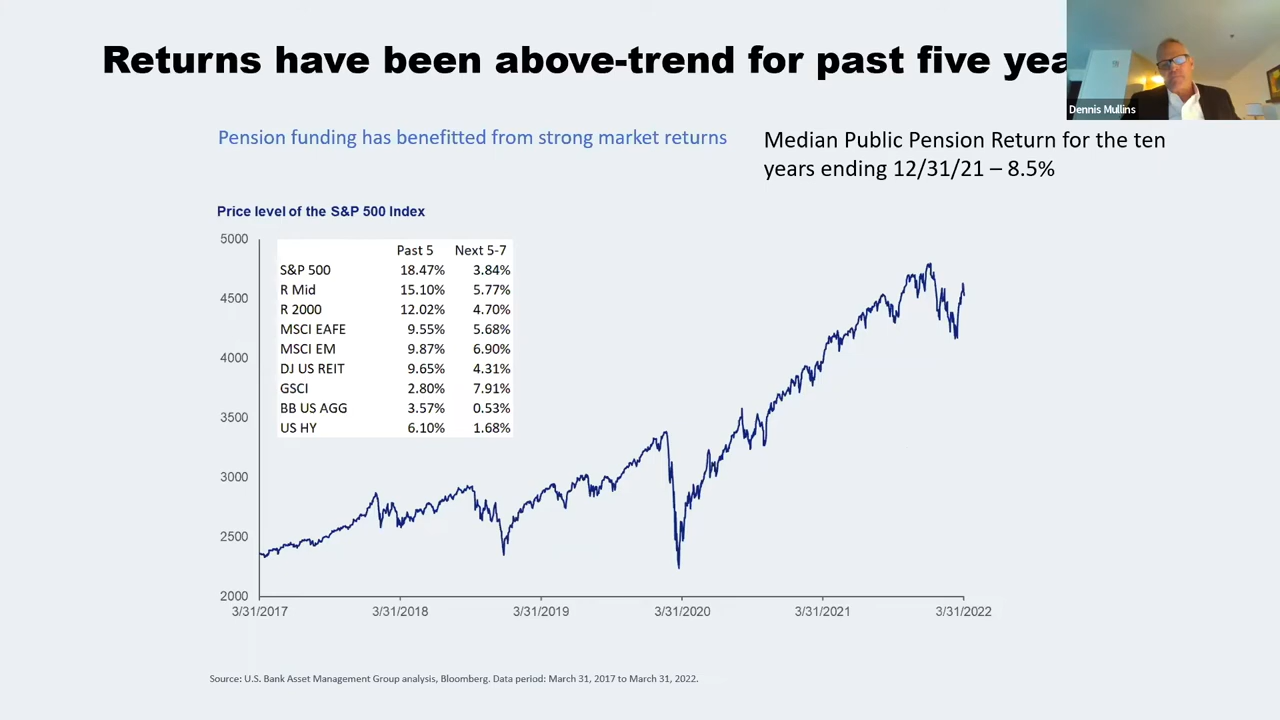 Returns have been above-trend for past five yea
Dennis Mullins
Pension funding has benefitted from strong market returns
Median Public Pension Return for the ten
years ending 12/31/21 – 8.5%
Price level of the S&P 500 Index
Past 5 Next 5-7
S&P 500 18.47% 3.84%
R Mid 15.10% 5.77%
R 2000 12.02% 4.70%
MSCI EAFE 9.55% 5.68%
MSCI EM 9.87% 6.90%
DJ US REIT 9.65% 4.31%
GSCI 2.80% 7.91%
BB US AGG 3.57% 0.53%
US HY 6.10% 1.68%
5000
4500
4000
3500
3000
2500
2000
3/31/2017 3/31/2018 3/31/2019 3/31/2020 3/31/2021 3/31/2022
Source: U.S. Bank Asset Management Group analysis, Bloomberg. Data period: March 31, 2017 to March 31, 2022.